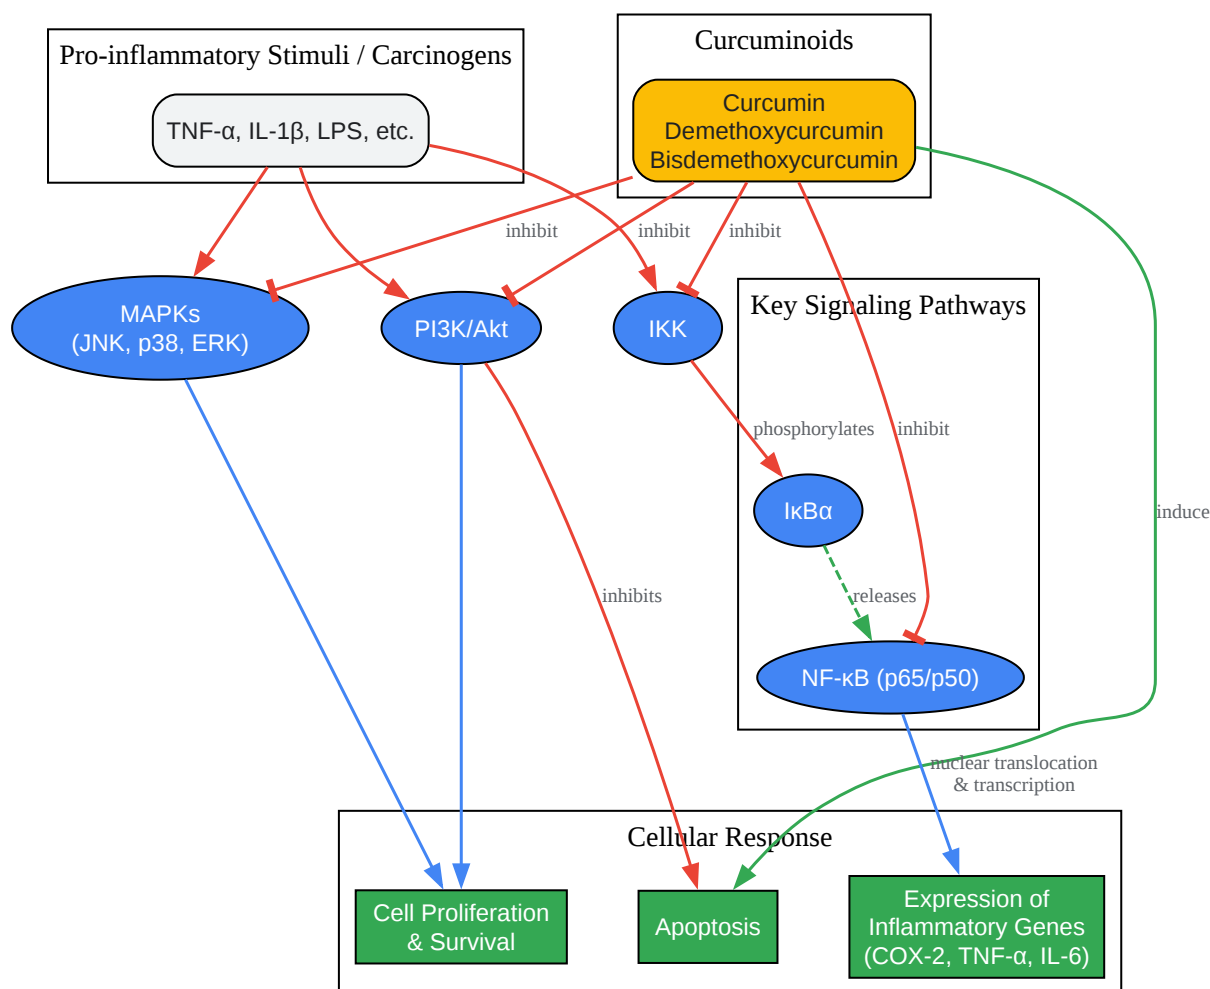 Pro-inflammatory Stimuli / Carcinogens
TNF-α, IL-1β, LPS, etc.
Curcuminoids
Curcumin
Demethoxycurcumin
Bisdemethoxycurcumin
inhibit
inhibit
inhibit
MAPKs
(JNK, p38, ERK)
PI3K/Akt
IKK
Key Signaling Pathways
phosphorylates
inhibit
IκBα
induce
inhibits
releases
NF-κB (p65/p50)
nuclear translocation
& transcription
Cellular Response
Cell Proliferation
& Survival
Apoptosis
Expression of
Inflammatory Genes
(COX-2, TNF-α, IL-6)